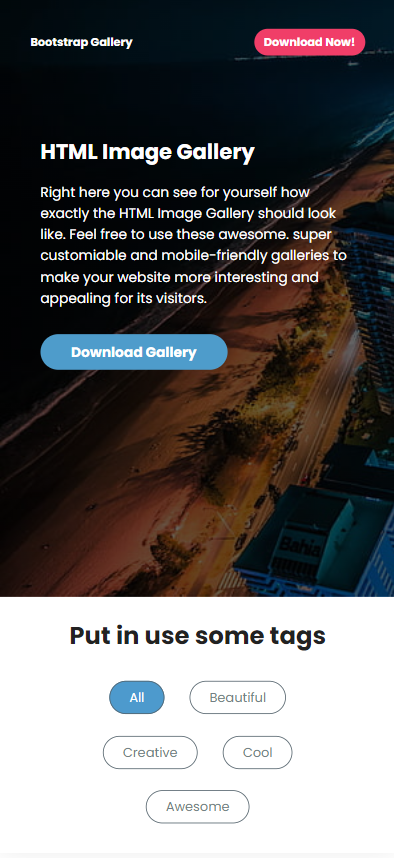 Bootstrap Gallery
Download Now!
HTML Image Gallery
Right here you can see for yourself how
exactly the HTML Image Gallery should look
like. Feel free to use these awesome. super
customiable and mobile-friendly galleries to
make your website more interesting and
appealing for its visitors.
Download Gallery
Bahia
Put in use some tags
All
Beautiful
Creative
Cool
Awesome